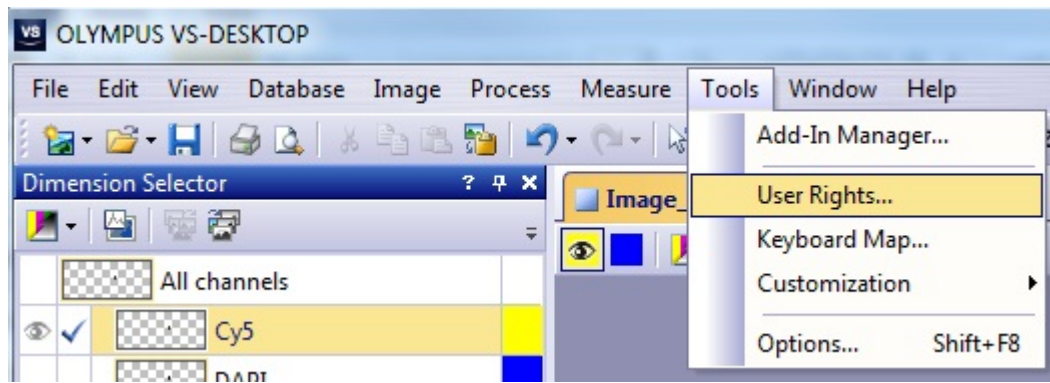 VS OLYMPUS VS-DESKTOP
File Edit View Database Image Process Measure Tools Window Help
Add-In Manager...
Dimension Selector
Image_
User Rights...
Keyboard Map...
All channels
Customization
Cy5
Options... Shift+F8
DAPI